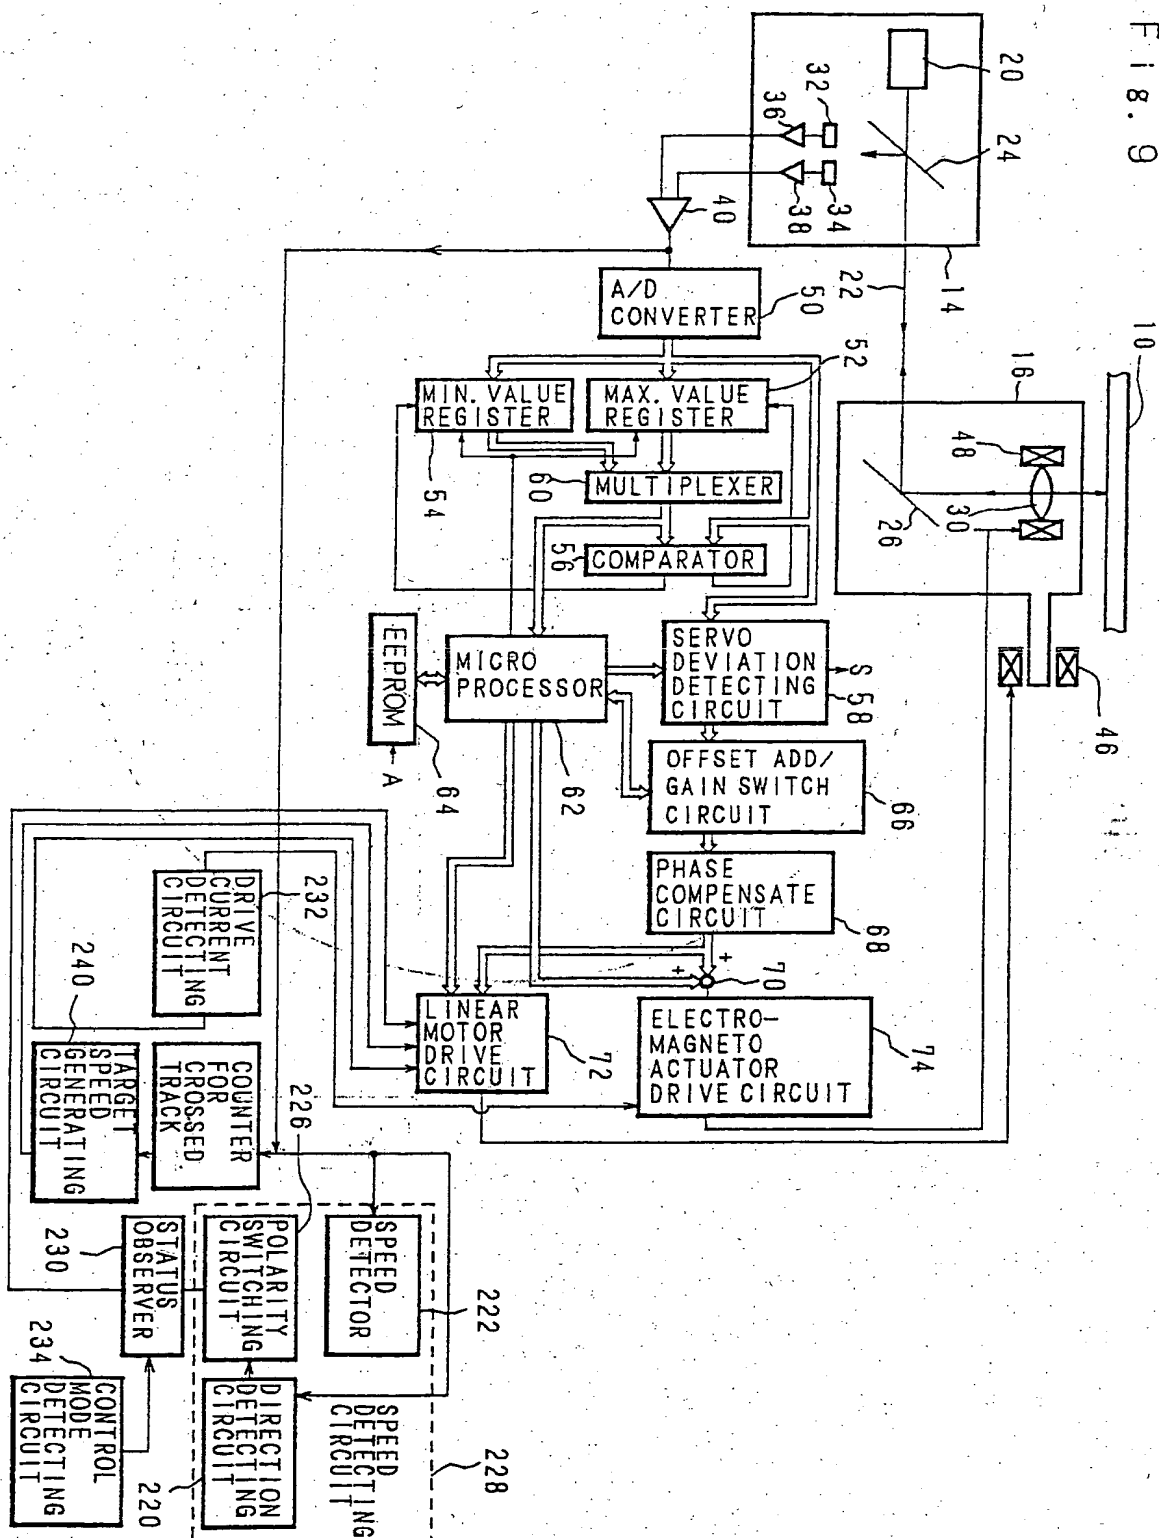 Fig. 9
10
20
24
32
36
34
38
14
22
40
16
48
30
26
46
A/D
CONVERTER
50
52
MAX. VALUE
REGISTER
MIN. VALUE
REGISTER
54
MULTIPLEXER
60
COMPARATOR
56
SERVO
DEVIATION
DETECTING
CIRCUIT
S
58
MICRO
PROCESSOR
62
EEPROM
64
A
OFFSET ADD/
GAIN SWITCH
CIRCUIT
66
PHASE
COMPENSATE
CIRCUIT
68
+
+
70
LINEAR
MOTOR
DRIVE
CIRCUIT
72
ELECTRO-
MAGNETO
ACTUATOR
DRIVE CIRCUIT
74
DRIVE
CURRENT
DETECTING
CIRCUIT
232
240
TARGET
SPEED
GENERATING
CIRCUIT
COUNTER
FOR
CROSSED
TRACK
226
SPEED
DETECTOR
222
POLARITY
SWITCHING
CIRCUIT
STATUS
OBSERVER
230
DIRECTION
DETECTING
CIRCUIT
220
SPEED
DETECTING
CIRCUIT
228
CONTROL
MODE
DETECTING
CIRCUIT
234